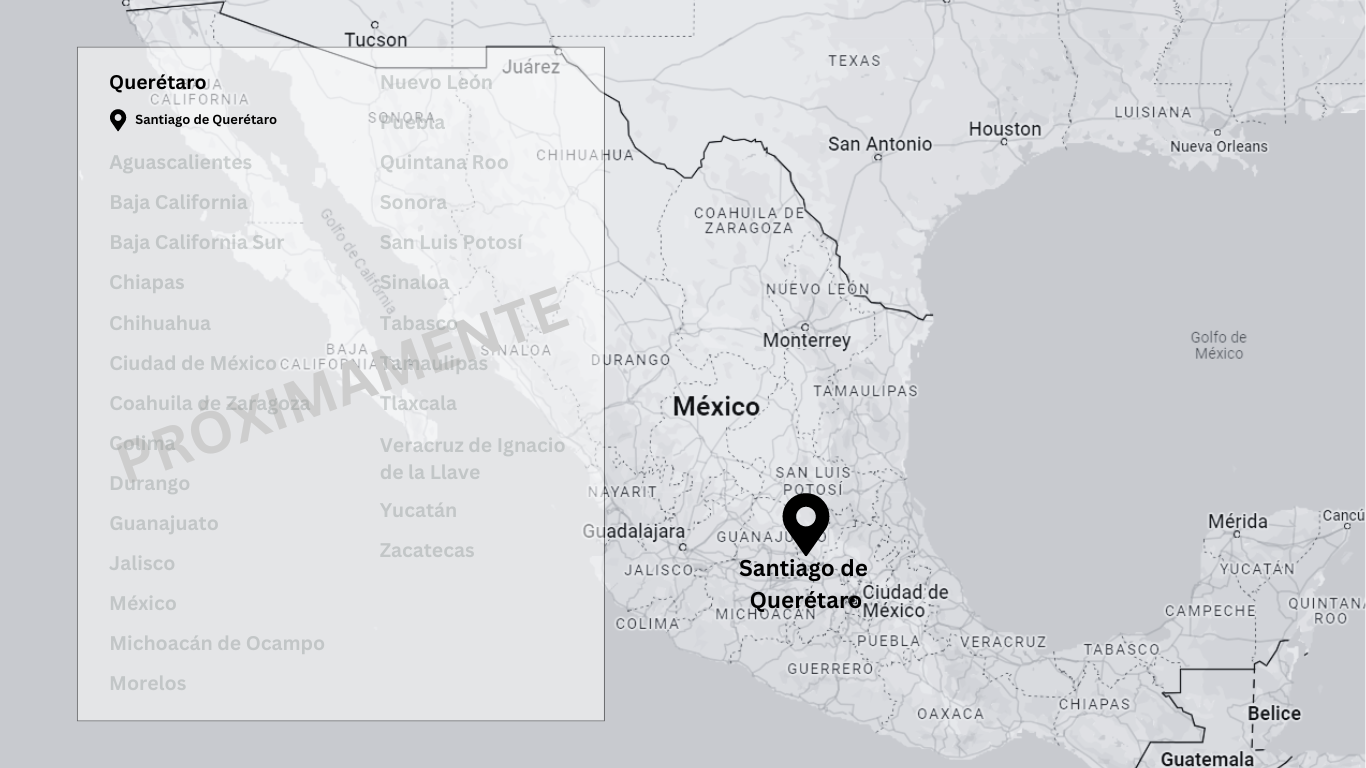 Querétaro
Santiago de Querétaro
Aguascalientes
Baja California
Baja California Sur
Chiapas
Chihuahua
Ciudad de México
Coahuila de Zaragoza
Colima
Durango
Guanajuato
Jalisco
México
Michoacán de Ocampo
Morelos
Nuevo León
Puebla
Quintana Roo
Sonora
San Luis Potosí
Sinaloa
Tabasco
Tamaulipas
Tlaxcala
Veracruz de Ignacio
de la Llave
Yucatán
Zacatecas
PRÓXIMAMENTE
Tucson
Juárez
BAJA
CALIFORNIA
SONORA
CHIHUAHUA
Golfo de California
BAJA
CALIFORNIA
SINALOA
DURANGO
TEXAS
San Antonio
Houston
LUISIANA
Nueva Orleans
COAHUILA DE
ZARAGOZA
NUEVO LEÓN
Monterrey
TAMAULIPAS
México
Golfo de
México
SAN LUIS
POTOSÍ
NAYARIT
Guadalajara
GUANAJUATO
JALISCO
Santiago de
Querétaro
Ciudad de
México
COLIMA
MICHOACÁN
PUEBLA
VERACRUZ
GUERRERO
TABASCO
OAXACA
CHIAPAS
Mérida
Cancú
YUCATÁN
CAMPECHE
QUINTANA
ROO
Belice
Guatemala